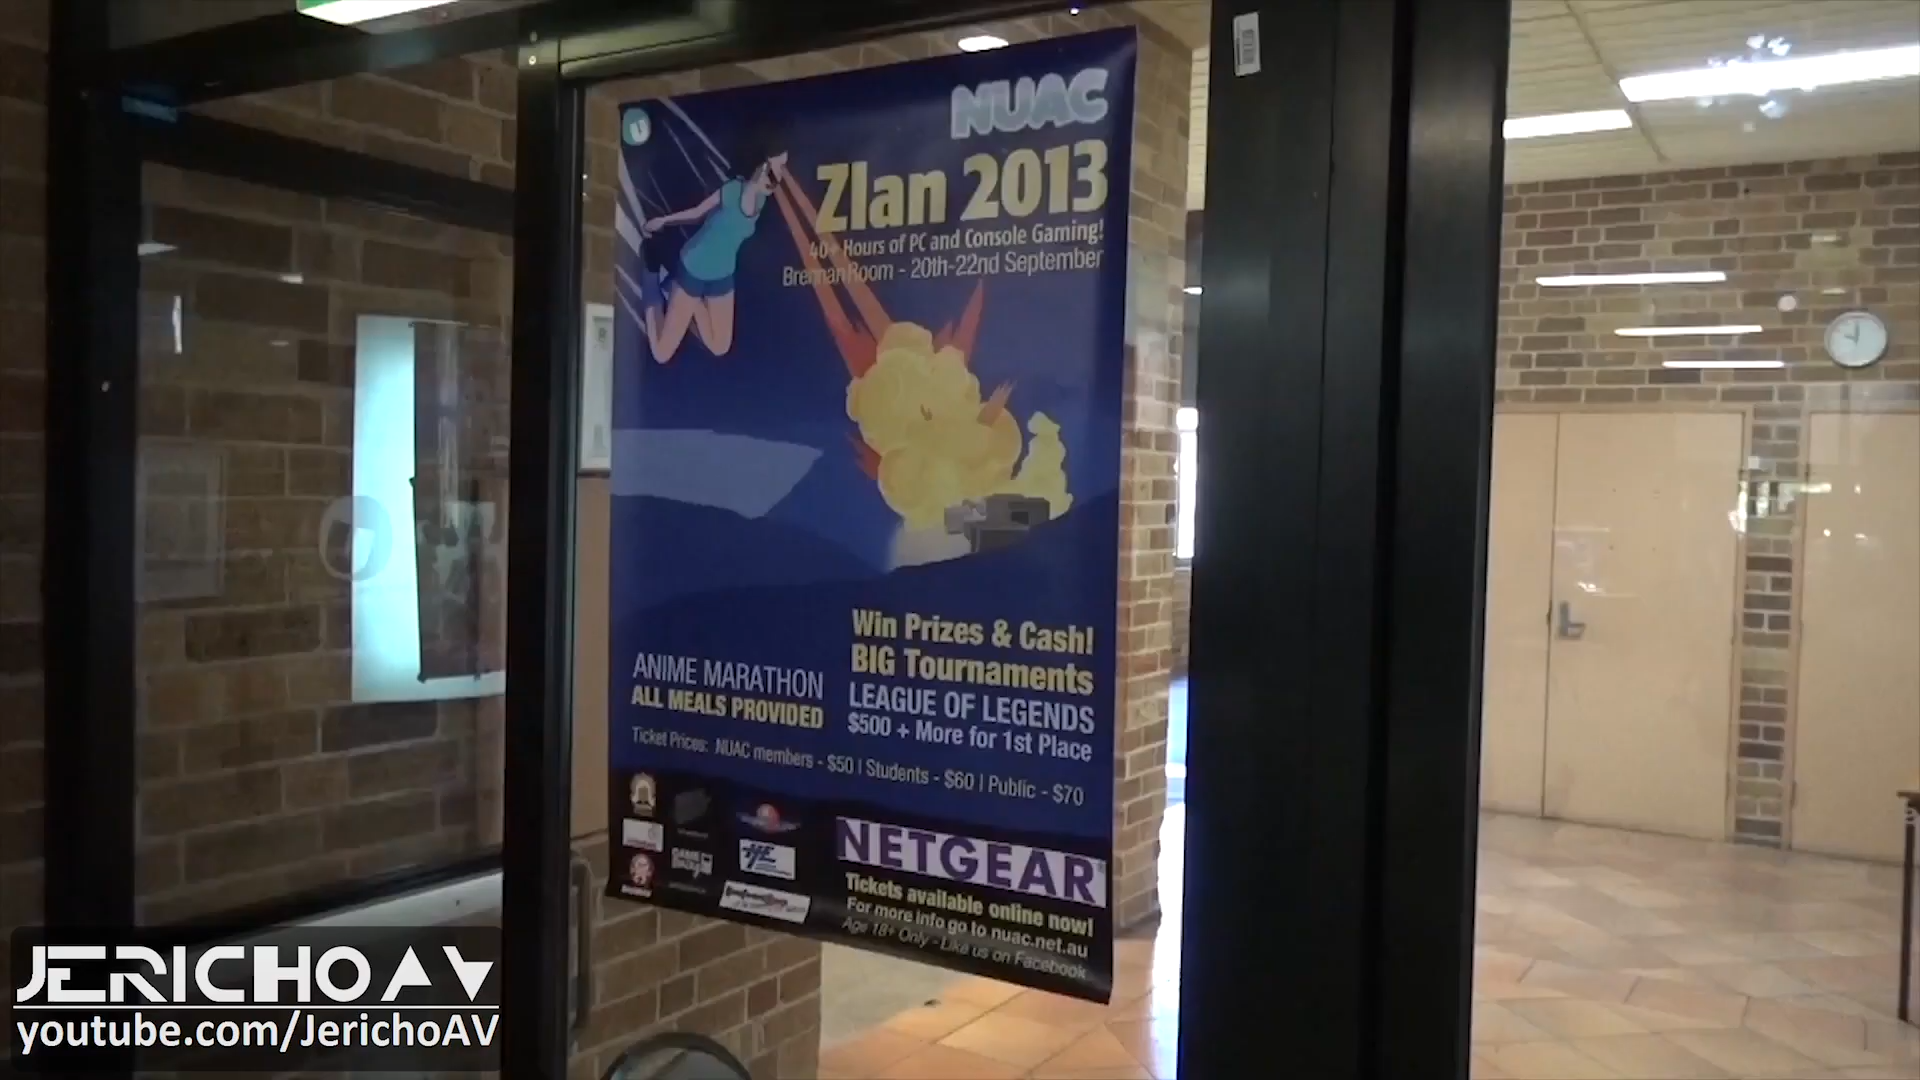 NUAC
Zlan 2013
40+ Hours of PC and Console Gaming!
Brennan Room - 20th-22nd September
Win Prizes & Cash!
BIG Tournaments
LEAGUE OF LEGENDS
$500 + More for 1st Place
ANIME MARATHON
ALL MEALS PROVIDED
Ticket Prices: NUAC members - $50 | Students - $60 | Public - $70
NETGEAR
Tickets available online now!
For more info go to nuac.net.au
Age 18+ Only - Like us on Facebook
JERICHO AV
youtube.com/JerichoAV